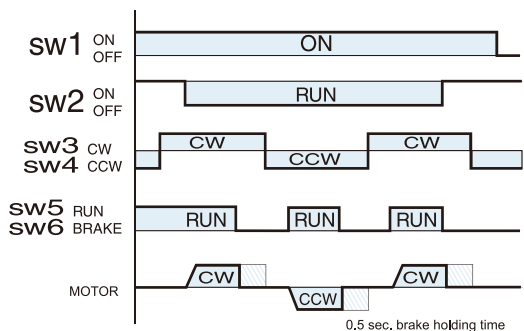 sw1 ON OFF ON
sw2 ON OFF RUN
sw3 CW CW CW
sw4 CCW CCW
sw5 RUN RUN RUN RUN
sw6 BRAKE
MOTOR CW CCW CW
0.5 sec. brake holding time